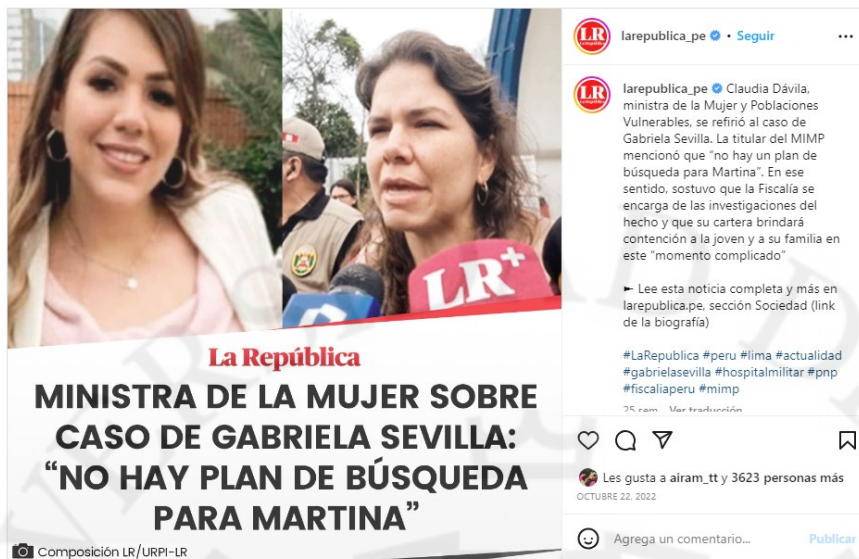 LR+
La República
MINISTRA DE LA MUJER SOBRE
CASO DE GABRIELA SEVILLA:
“NO HAY PLAN DE BÚSQUEDA
PARA MARTINA”
Composición LR/URPI-LR
LR
larepublica_pe • Seguir
LR
larepublica_pe Claudia Dávila,
ministra de la Mujer y Poblaciones
Vulnerables, se refirió al caso de
Gabriela Sevilla. La titular del MIMP
mencionó que “no hay un plan de
búsqueda para Martina”. En ese
sentido, sostuvo que la Fiscalía se
encarga de las investigaciones del
hecho y que su cartera brindará
contención a la joven y a su familia en
este “momento complicado”
► Lee esta noticia completa y más en
larepublica.pe, sección Sociedad (link
de la biografía)
#LaRepublica #peru #lima #actualidad
#gabrielasevilla #hospitalmilitar #pnp
#fiscaliaperu #mimp
25 sem Ver traducción
Les gusta a airam_tt y 3623 personas más
OCTUBRE 22, 2022
Agrega un comentario... Publicar